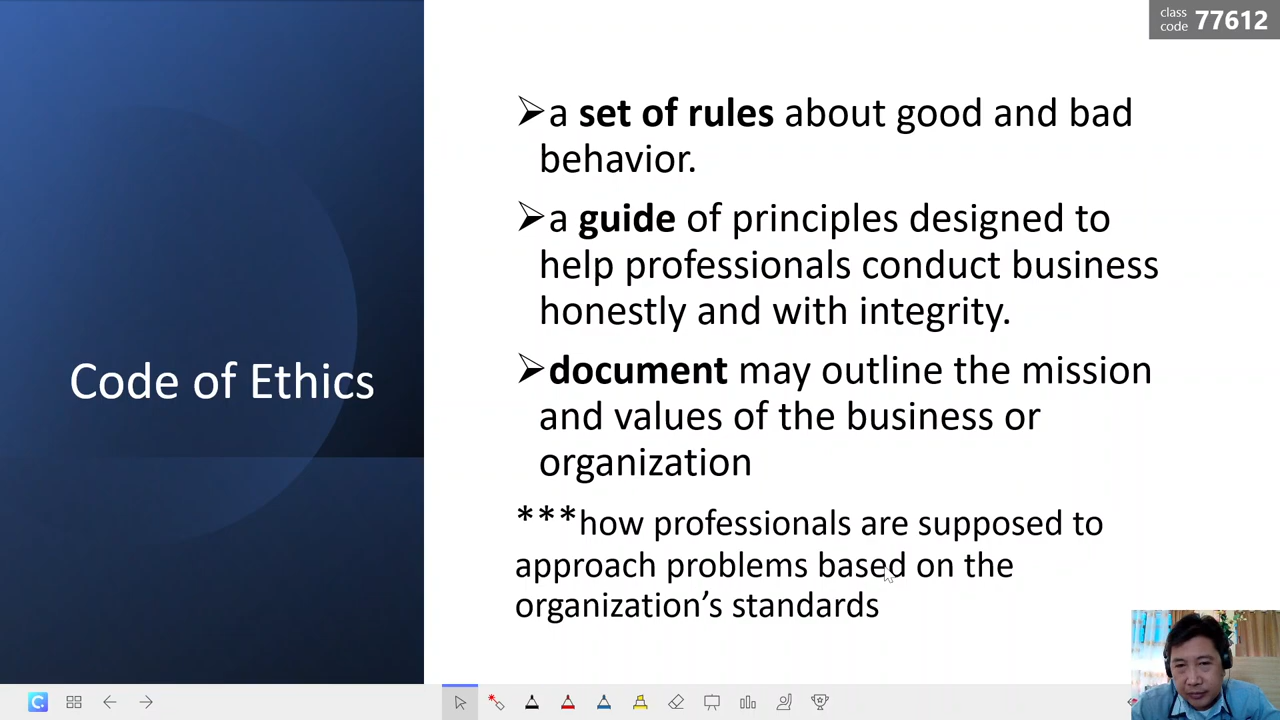 class
code 77612
➢a set of rules about good and bad
behavior.
➢a guide of principles designed to
help professionals conduct business
honestly and with integrity.
Code of Ethics
➢document may outline the mission
and values of the business or
organization
***how professionals are supposed to
approach problems based on the
organization’s standards